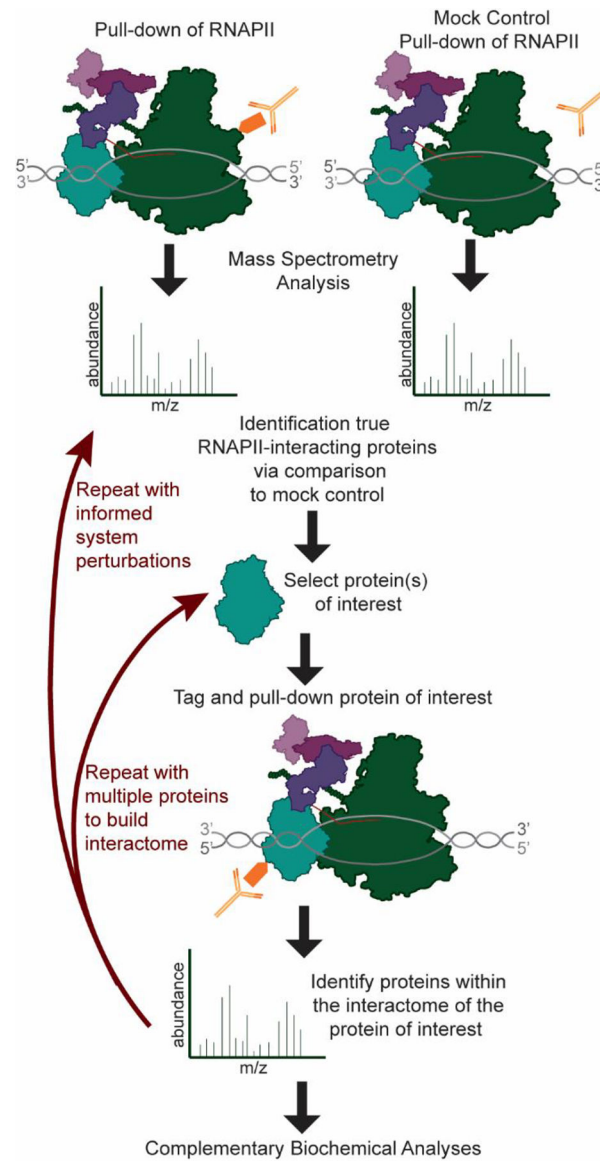 Pull-down of RNAPII
Mock Control
Pull-down of RNAPII
5'
3'
5'
3'
5'
3'
5'
3'
Mass Spectrometry
Analysis
abundance
m/z
abundance
m/z
Identification true
RNAPII-interacting proteins
via comparison
to mock control
Repeat with
informed
system
perturbations
Select protein(s)
of interest
Tag and pull-down protein of interest
Repeat with
multiple proteins
to build
interactome
3'
5'
3'
5'
abundance
m/z
Identify proteins within
the interactome of the
protein of interest
Complementary Biochemical Analyses